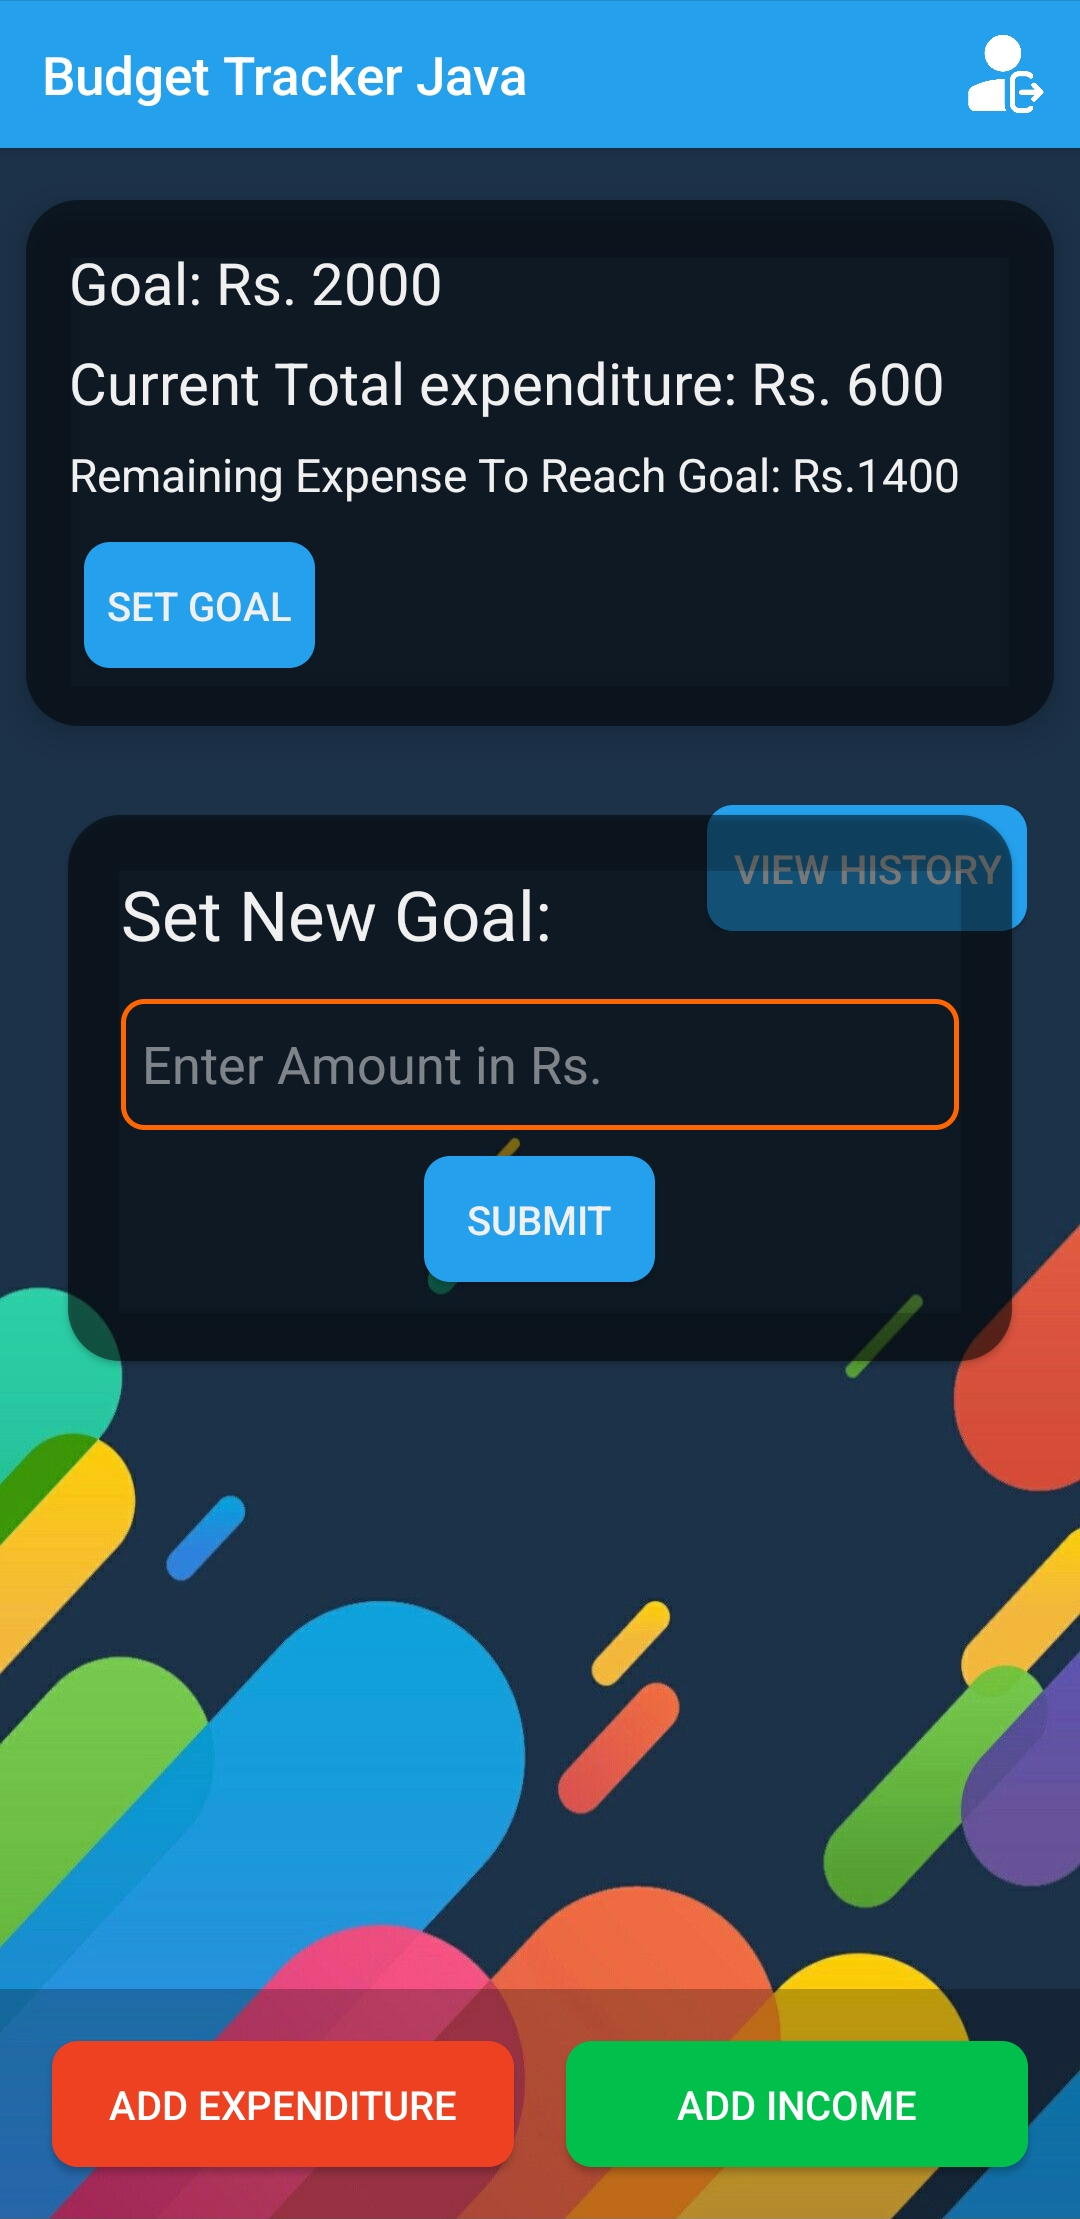 Budget Tracker Java
Goal: Rs. 2000
Current Total expenditure: Rs. 600
Remaining Expense To Reach Goal: Rs.1400
SET GOAL
VIEW HISTORY
Set New Goal:
Enter Amount in Rs.
SUBMIT
ADD EXPENDITURE
ADD INCOME